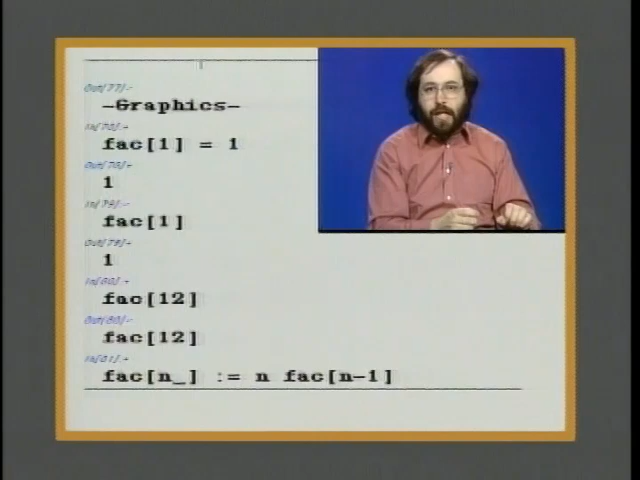 Out[77]=
-Graphics-
In[78]:=
fac[1] = 1
Out[78]=
1
In[79]:=
fac[1]
Out[79]=
1
In[80]:=
fac[12]
Out[80]=
fac[12]
In[81]:=
fac[n_] := n fac[n-1]